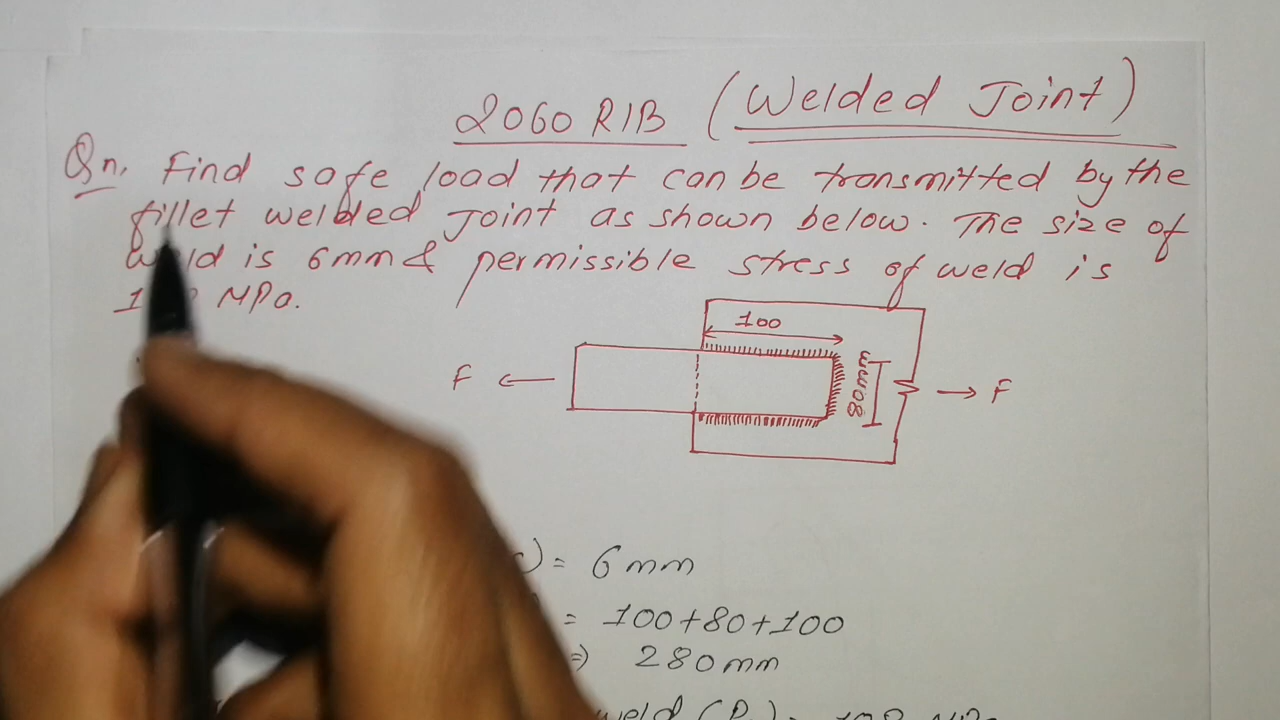 2060 RIB (Welded Joint)
Qn. Find safe load that can be transmitted by the
fillet welded Joint as shown below. The size of
weld is 6mm & permissible stress of weld is
MPa.
100
F
80mm
F
= 6mm
= 100+80+100
⇒ 280mm
weld